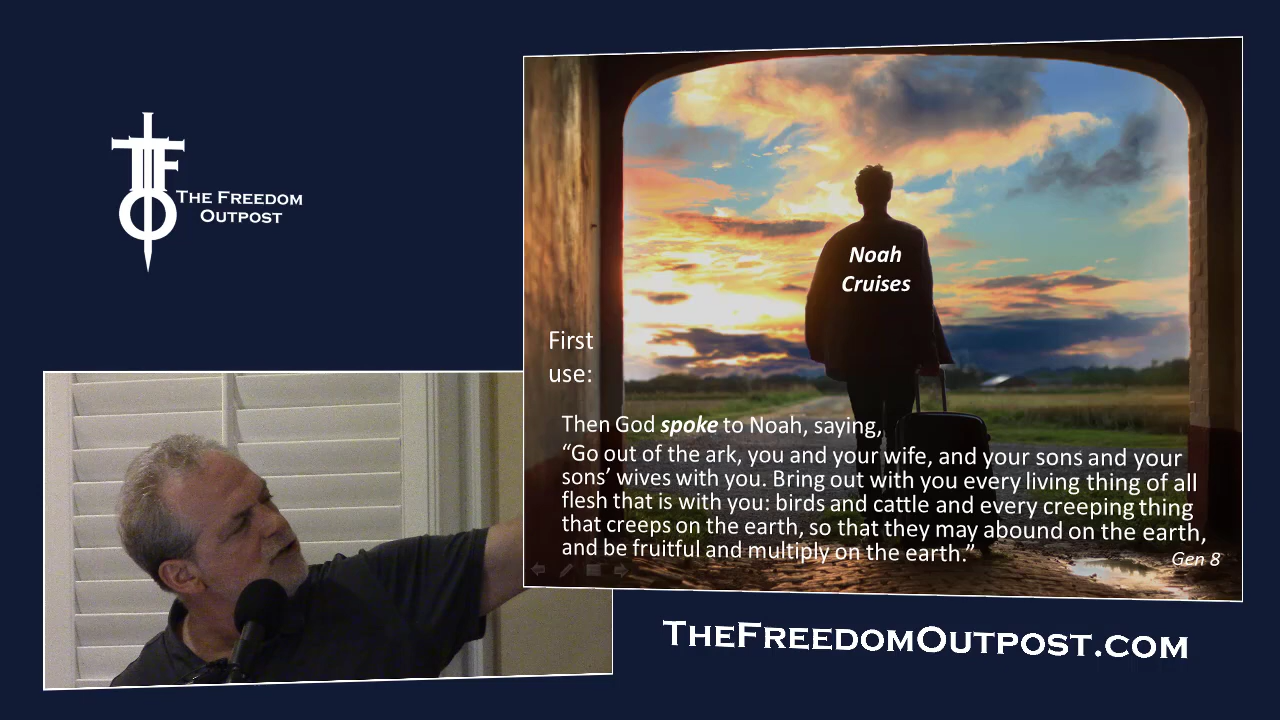 TFO
The Freedom
Outpost
Noah
Cruises
First
use:
Then God spoke to Noah, saying,
“Go out of the ark, you and your wife, and your sons and your
sons’ wives with you. Bring out with you every living thing of all
flesh that is with you: birds and cattle and every creeping thing
that creeps on the earth, so that they may abound on the earth,
and be fruitful and multiply on the earth.”
Gen 8
TheFreedomOutpost.com